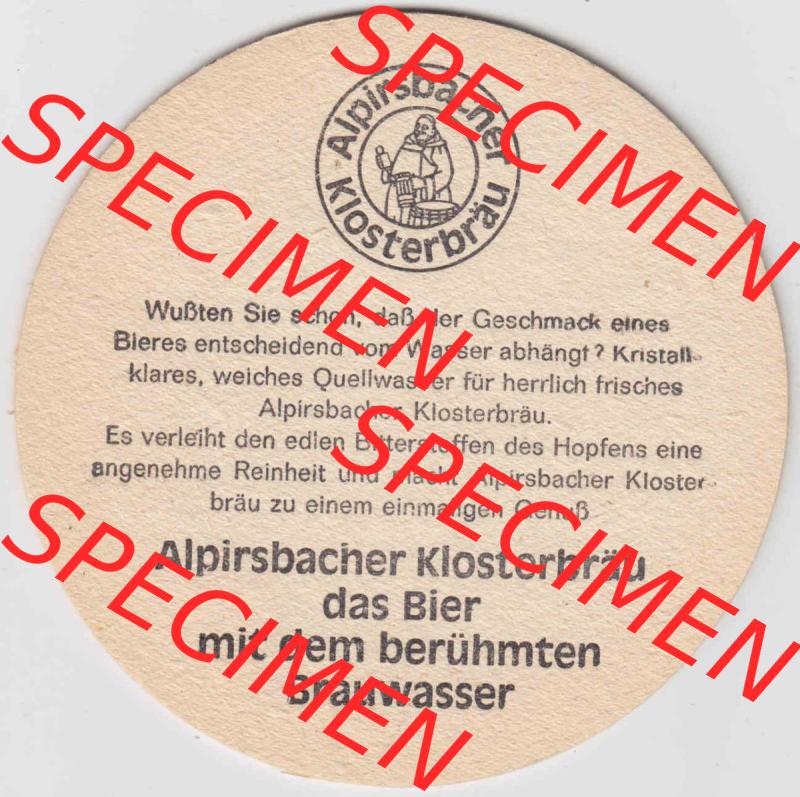 Alpirsbacher
Klosterbräu
Wußten Sie schon, daß der Geschmack eines
Bieres entscheidend vom Wasser abhängt? Kristall-
klares, weiches Quellwasser für herrlich frisches
Alpirsbacher Klosterbräu.
Es verleiht den edlen Bitterstoffen des Hopfens eine
angenehme Reinheit und macht Alpirsbacher Kloster-
bräu zu einem einmaligen Genuß
Alpirsbacher Klosterbräu
das Bier
mit dem berühmten
Brauwasser
SPECIMEN
SPECIMEN
SPECIMEN
SPECIMEN